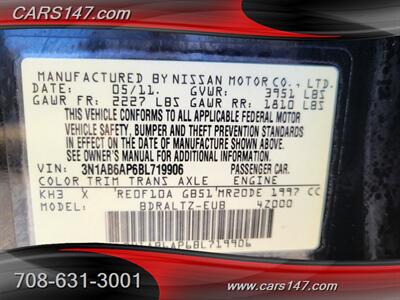 CARS147.com
MANUFACTURED BY NISSAN MOTOR CO., LTD.
DATE: 05/11. GVWR: 3951 LBS
GAWR FR: 2227 LBS GAWR RR: 1810 LBS
THIS VEHICLE CONFORMS TO ALL APPLICABLE FEDERAL MOTOR
VEHICLE SAFETY, BUMPER AND THEFT PREVENTION STANDARDS
IN EFFECT ON THE DATE OF MANUFACTURE SHOWN ABOVE.
SEE OWNER'S MANUAL FOR ADDITIONAL INFORMATION.
VIN: 3N1AB6AP6BL719906 PASSENGER CAR.
COLOR TRIM TRANS AXLE ENGINE
KH3 X RE0F10A GB51 MR20DE 1997 CC
MODEL BDRALTZ-EUB 4Z000
3N1AB6AP6BL719906
708-631-3001 CARS147.com